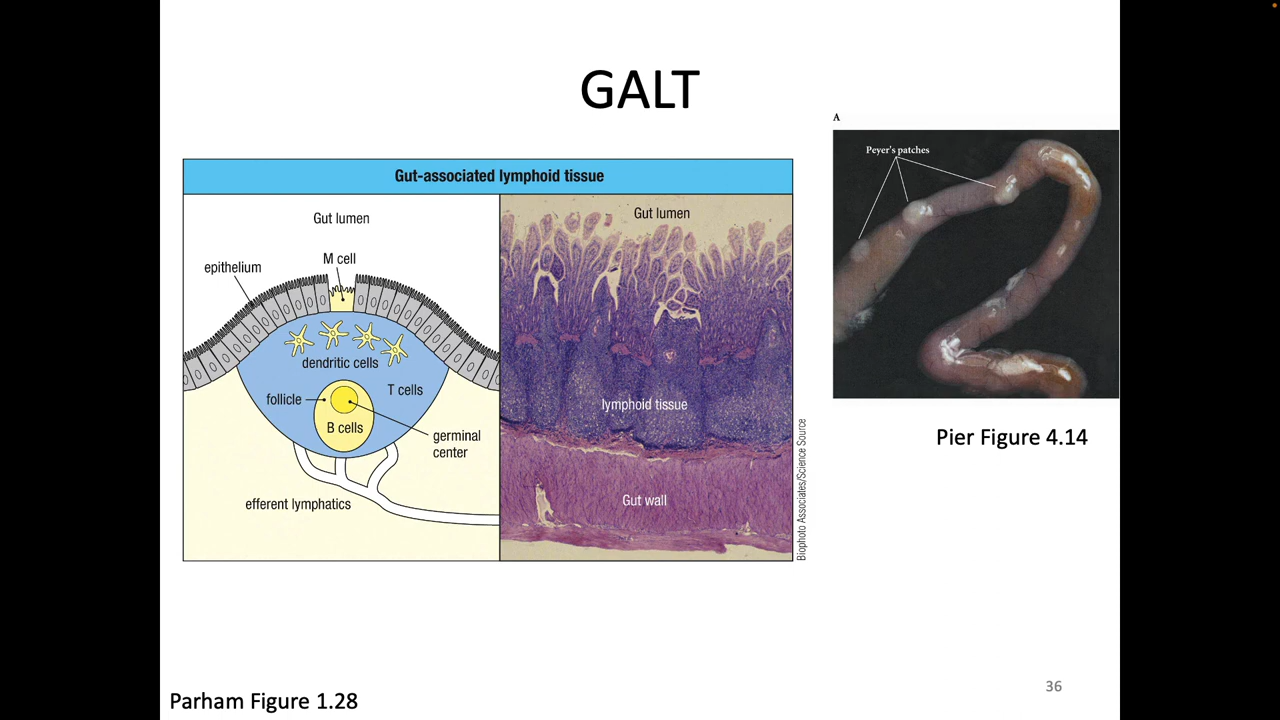 GALT
Gut-associated lymphoid tissue
Gut lumen
M cell
epithelium
dendritic cells
T cells
follicle
B cells
germinal
center
efferent lymphatics
Gut lumen
lymphoid tissue
Gut wall
Biophoto Associates/Science Source
A
Peyer's patches
Pier Figure 4.14
Parham Figure 1.28
36